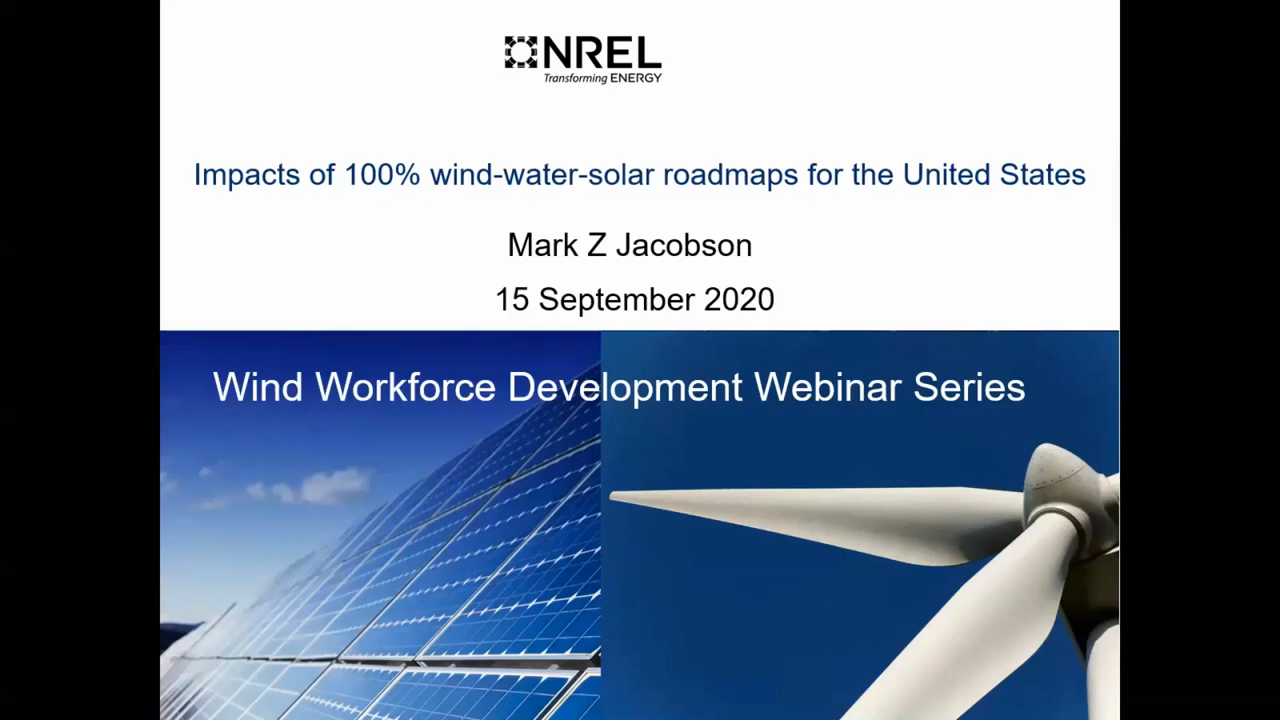 NREL
Transforming ENERGY
Impacts of 100% wind-water-solar roadmaps for the United States
Mark Z Jacobson
15 September 2020
Wind Workforce Development Webinar Series